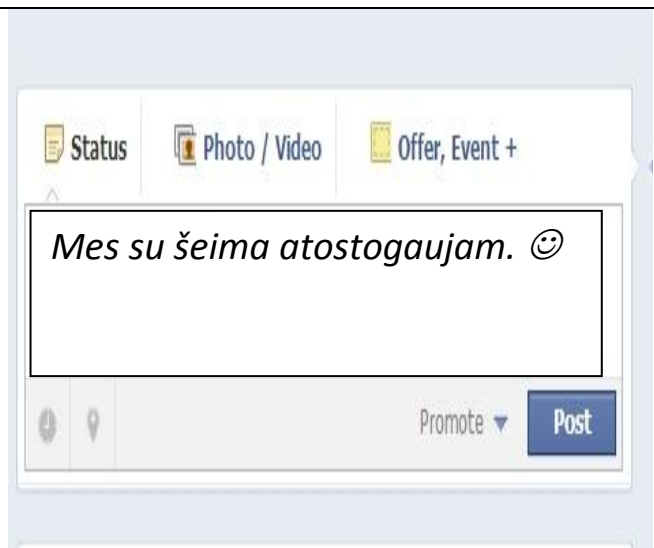 Status Photo / Video Offer, Event +
Mes su šeima atostogaujam. ☺
Promote Post